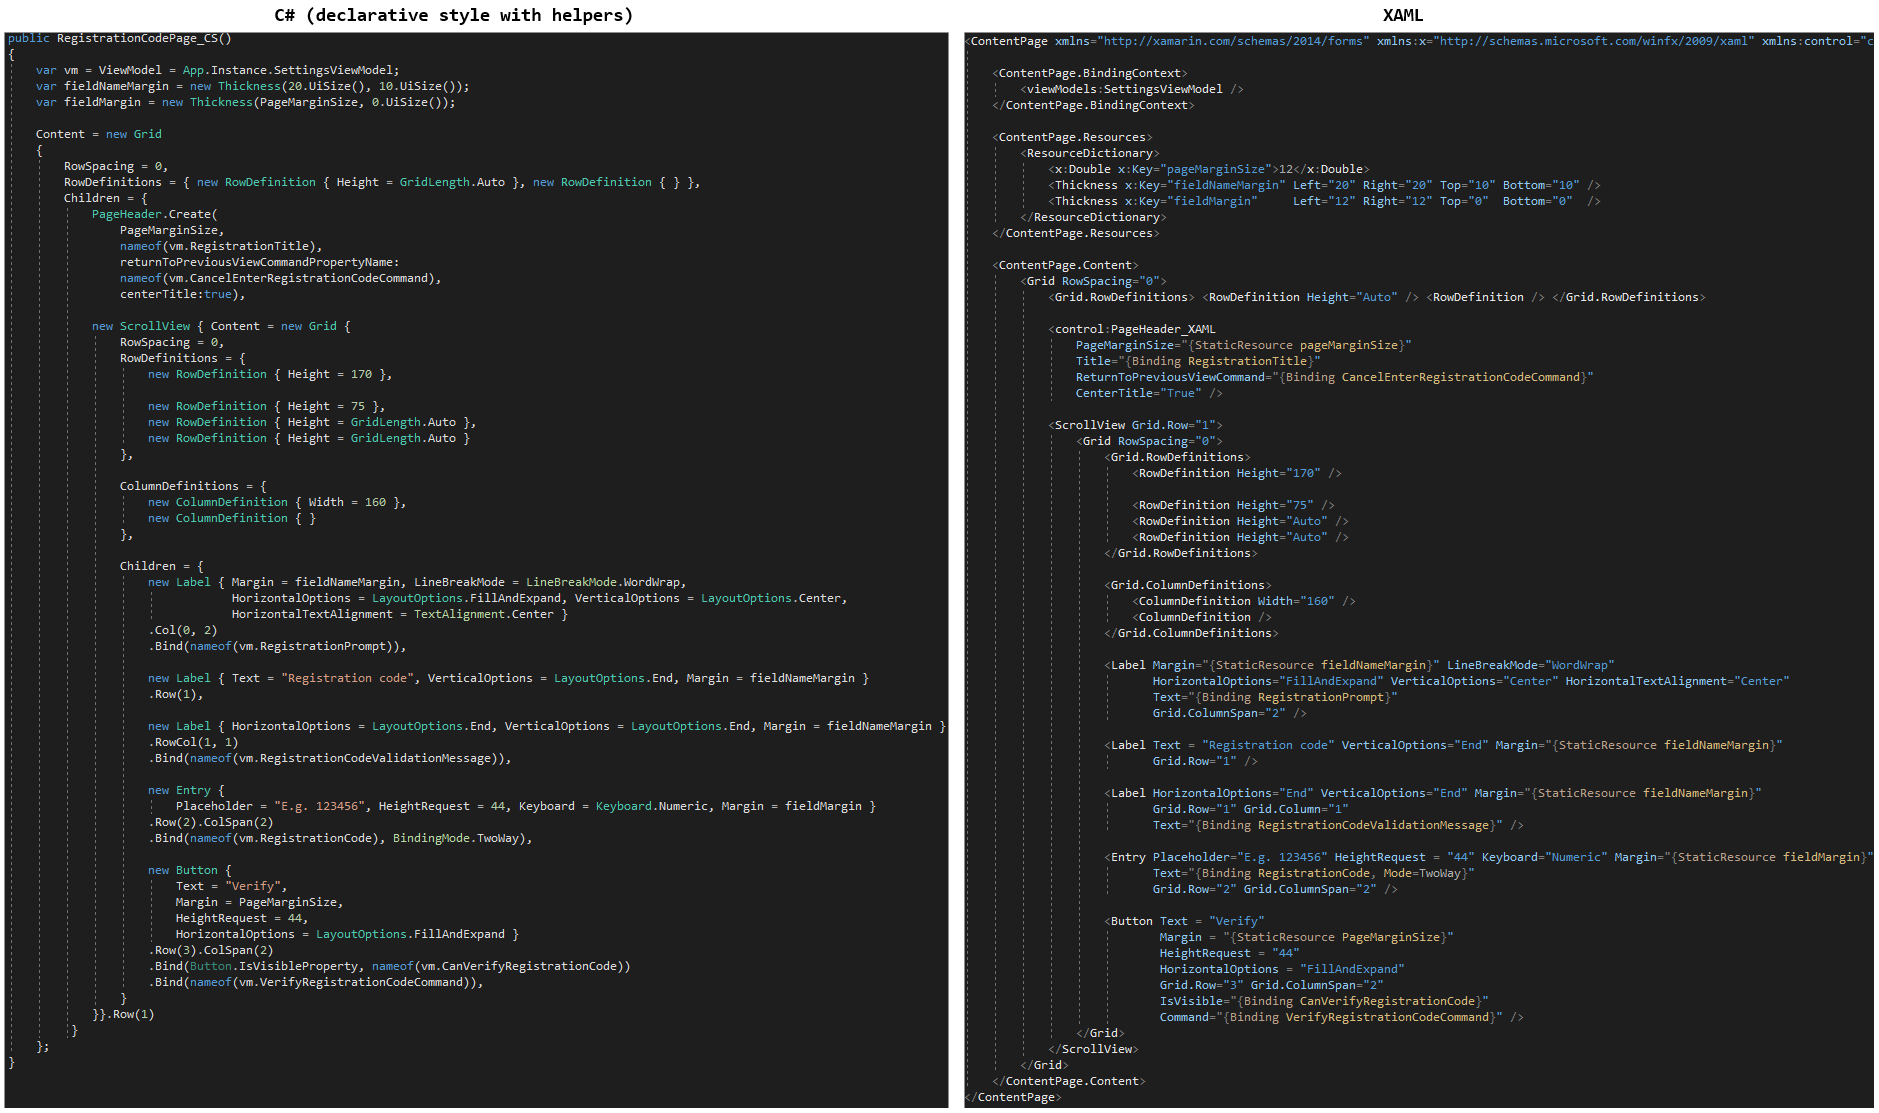 C# (declarative style with helpers)
public RegistrationCodePage_CS()
{
var vm = ViewModel = App.Instance.SettingsViewModel;
var fieldNameMargin = new Thickness(20.UiSize(), 10.UiSize());
var fieldMargin = new Thickness(PageMarginSize, 0.UiSize());
Content = new Grid
{
RowSpacing = 0,
RowDefinitions = { new RowDefinition { Height = GridLength.Auto }, new RowDefinition { } },
Children = {
PageHeader.Create(
PageMarginSize,
nameof(vm.RegistrationTitle),
returnToPreviousViewCommandPropertyName:
nameof(vm.CancelEnterRegistrationCodeCommand),
centerTitle:true),
new ScrollView { Content = new Grid {
RowSpacing = 0,
RowDefinitions = {
new RowDefinition { Height = 170 },
new RowDefinition { Height = 75 },
new RowDefinition { Height = GridLength.Auto },
new RowDefinition { Height = GridLength.Auto }
},
ColumnDefinitions = {
new ColumnDefinition { Width = 160 },
new ColumnDefinition { }
},
Children = {
new Label { Margin = fieldNameMargin, LineBreakMode = LineBreakMode.WordWrap,
HorizontalOptions = LayoutOptions.FillAndExpand, VerticalOptions = LayoutOptions.Center,
HorizontalTextAlignment = TextAlignment.Center }
.Col(0, 2)
.Bind(nameof(vm.RegistrationPrompt)),
new Label { Text = "Registration code", VerticalOptions = LayoutOptions.End, Margin = fieldNameMargin }
.Row(1),
new Label { HorizontalOptions = LayoutOptions.End, VerticalOptions = LayoutOptions.End, Margin = fieldNameMargin }
.RowCol(1, 1)
.Bind(nameof(vm.RegistrationCodeValidationMessage)),
new Entry {
Placeholder = "E.g. 123456", HeightRequest = 44, Keyboard = Keyboard.Numeric, Margin = fieldMargin }
.Row(2).ColSpan(2)
.Bind(nameof(vm.RegistrationCode), BindingMode.TwoWay),
new Button {
Text = "Verify",
Margin = PageMarginSize,
HeightRequest = 44,
HorizontalOptions = LayoutOptions.FillAndExpand }
.Row(3).ColSpan(2)
.Bind(Button.IsVisibleProperty, nameof(vm.CanVerifyRegistrationCode))
.Bind(nameof(vm.VerifyRegistrationCodeCommand)),
}
}}.Row(1)
}
};
}
XAML
<ContentPage xmlns="http://xamarin.com/schemas/2014/forms" xmlns:x="http://schemas.microsoft.com/winfx/2009/xaml" xmlns:control="c
<ContentPage.BindingContext>
<viewModels:SettingsViewModel />
</ContentPage.BindingContext>
<ContentPage.Resources>
<ResourceDictionary>
<x:Double x:Key="pageMarginSize">12</x:Double>
<Thickness x:Key="fieldNameMargin" Left="20" Right="20" Top="10" Bottom="10" />
<Thickness x:Key="fieldMargin" Left="12" Right="12" Top="0" Bottom="0" />
</ResourceDictionary>
</ContentPage.Resources>
<ContentPage.Content>
<Grid RowSpacing="0">
<Grid.RowDefinitions> <RowDefinition Height="Auto" /> <RowDefinition /> </Grid.RowDefinitions>
<control:PageHeader_XAML
PageMarginSize="{StaticResource pageMarginSize}"
Title="{Binding RegistrationTitle}"
ReturnToPreviousViewCommand="{Binding CancelEnterRegistrationCodeCommand}"
CenterTitle="True" />
<ScrollView Grid.Row="1">
<Grid RowSpacing="0">
<Grid.RowDefinitions>
<RowDefinition Height="170" />
<RowDefinition Height="75" />
<RowDefinition Height="Auto" />
<RowDefinition Height="Auto" />
</Grid.RowDefinitions>
<Grid.ColumnDefinitions>
<ColumnDefinition Width="160" />
<ColumnDefinition />
</Grid.ColumnDefinitions>
<Label Margin="{StaticResource fieldNameMargin}" LineBreakMode="WordWrap"
HorizontalOptions="FillAndExpand" VerticalOptions="Center" HorizontalTextAlignment="Center"
Text="{Binding RegistrationPrompt}"
Grid.ColumnSpan="2" />
<Label Text = "Registration code" VerticalOptions="End" Margin="{StaticResource fieldNameMargin}"
Grid.Row="1" />
<Label HorizontalOptions="End" VerticalOptions="End" Margin="{StaticResource fieldNameMargin}"
Grid.Row="1" Grid.Column="1"
Text="{Binding RegistrationCodeValidationMessage}" />
<Entry Placeholder="E.g. 123456" HeightRequest = "44" Keyboard="Numeric" Margin="{StaticResource fieldMargin}"
Text="{Binding RegistrationCode, Mode=TwoWay}"
Grid.Row="2" Grid.ColumnSpan="2" />
<Button Text = "Verify"
Margin = "{StaticResource PageMarginSize}"
HeightRequest = "44"
HorizontalOptions = "FillAndExpand"
Grid.Row="3" Grid.ColumnSpan="2"
IsVisible="{Binding CanVerifyRegistrationCode}"
Command="{Binding VerifyRegistrationCodeCommand}" />
</Grid>
</ScrollView>
</Grid>
</ContentPage.Content>
</ContentPage>